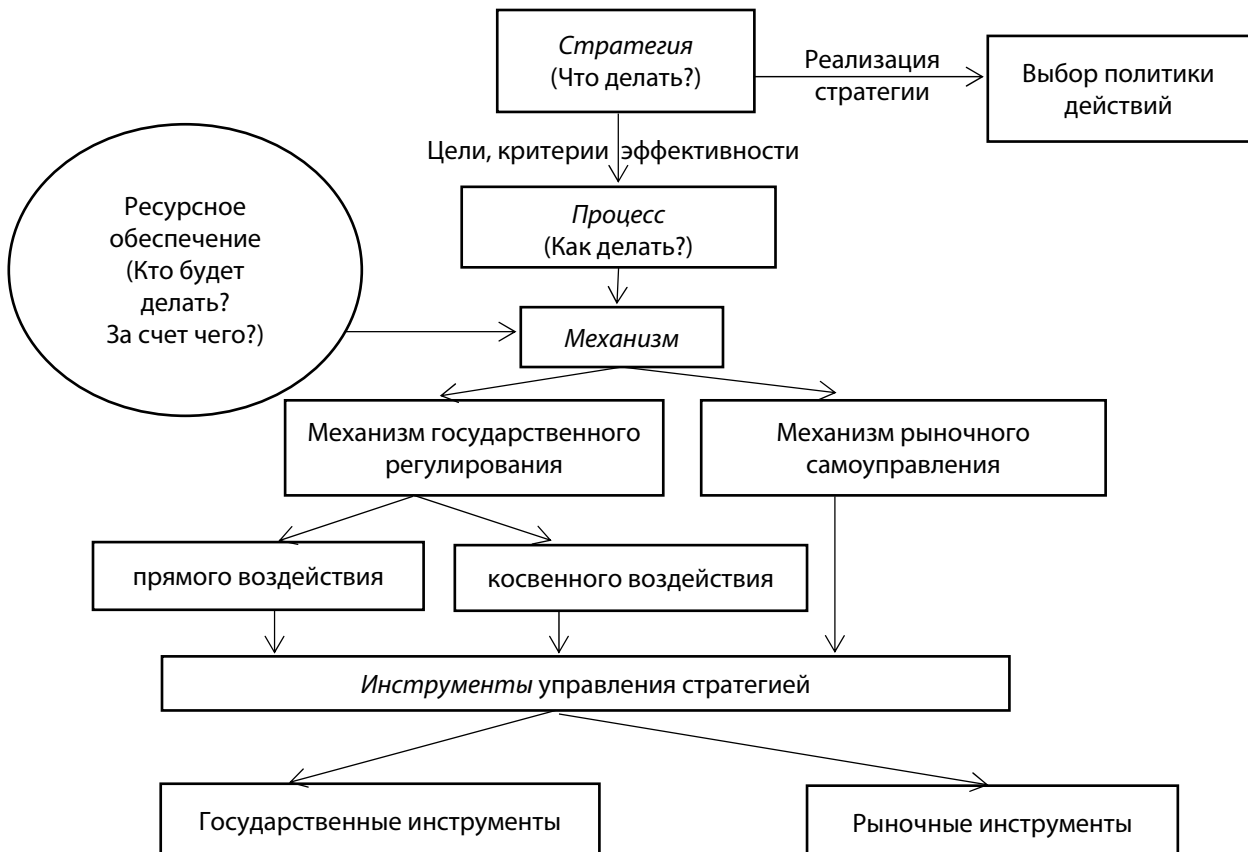 Стратегия
(Что делать?)
Реализация
стратегии
Выбор политики
действий
Цели, критерии эффективности
Ресурсное
обеспечение
(Кто будет
делать?
За счет чего?)
Процесс
(Как делать?)
Механизм
Механизм государственного
регулирования
Механизм рыночного
самоуправления
прямого воздействия
косвенного воздействия
Инструменты управления стратегией
Государственные инструменты
Рыночные инструменты